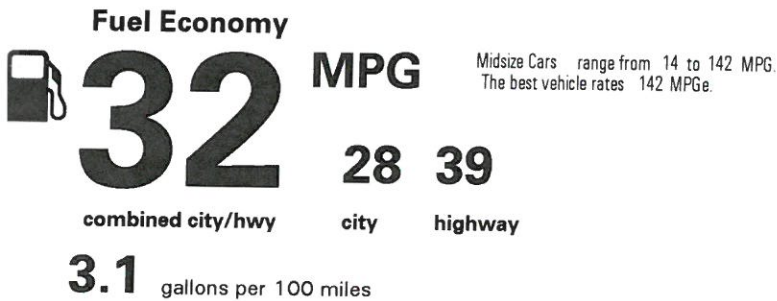 Fuel Economy
32 MPG
Midsize Cars range from 14 to 142 MPG.
The best vehicle rates 142 MPGe.
28 39
combined city/hwy city highway
3.1 gallons per 100 miles